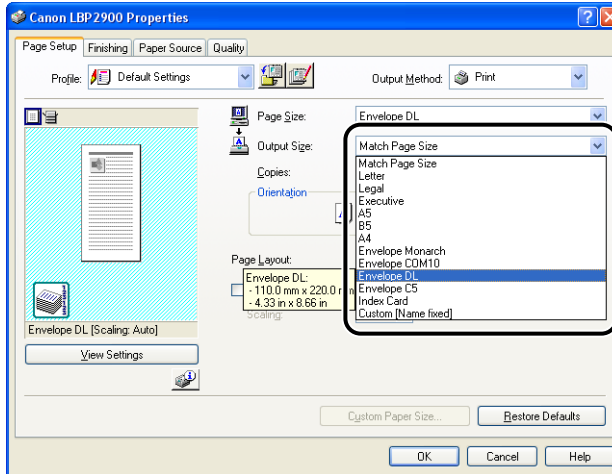 Canon LBP2900 Properties
Page Setup
Finishing
Paper Source
Quality
Profile:
Default Settings
Output Method:
Print
Page Size:
Envelope DL
Output Size:
Match Page Size
Copies:
Match Page Size
Letter
Legal
Executive
A5
B5
A4
Envelope Monarch
Envelope COM10
Envelope DL
Envelope C5
Index Card
Custom [Name fixed]
Orientation
A
Page Layout:
Envelope DL:
- 110.0 mm x 220.0
- 4.33 in x 8.66 in
Scaling:
Envelope DL [Scaling: Auto]
View Settings
Custom Paper Size...
Restore Defaults
OK
Cancel
Help